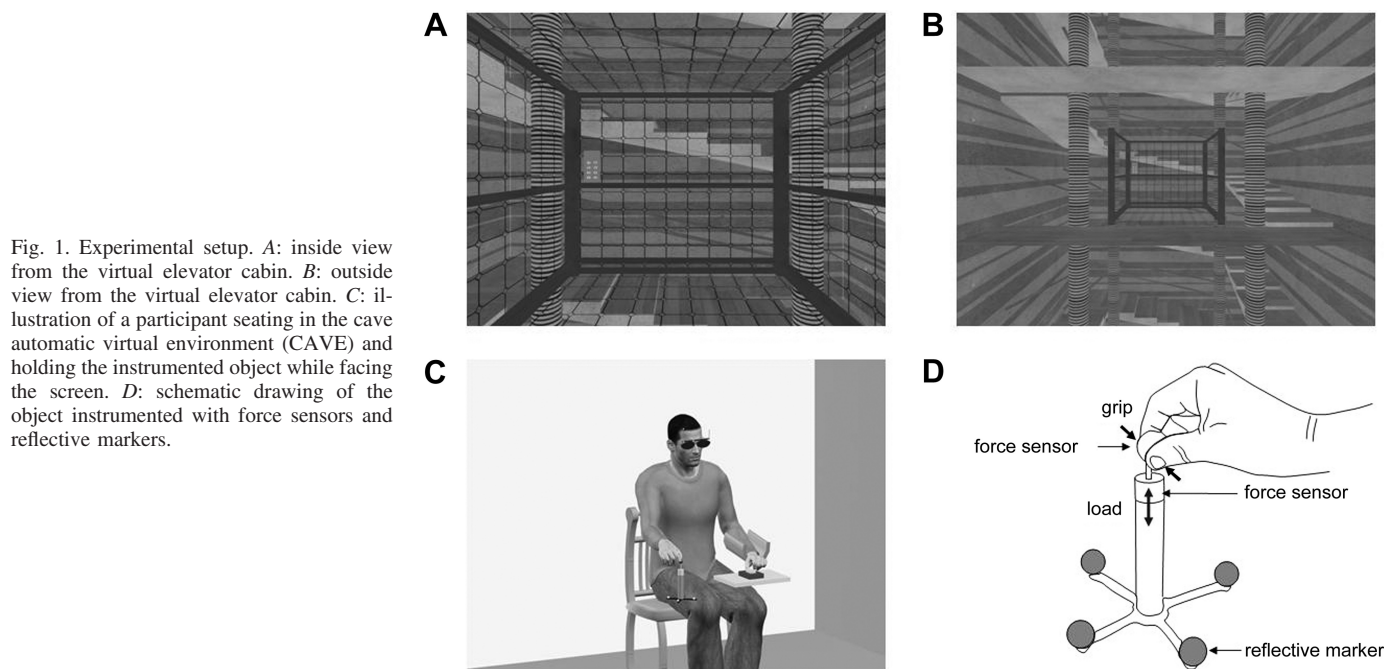 Fig. 1. Experimental setup. A: inside view
from the virtual elevator cabin. B: outside
view from the virtual elevator cabin. C: il-
lustration of a participant seating in the cave
automatic virtual environment (CAVE) and
holding the instrumented object while facing
the screen. D: schematic drawing of the
object instrumented with force sensors and
reflective markers.
A
B
C
D
grip
force sensor
force sensor
load
reflective marker